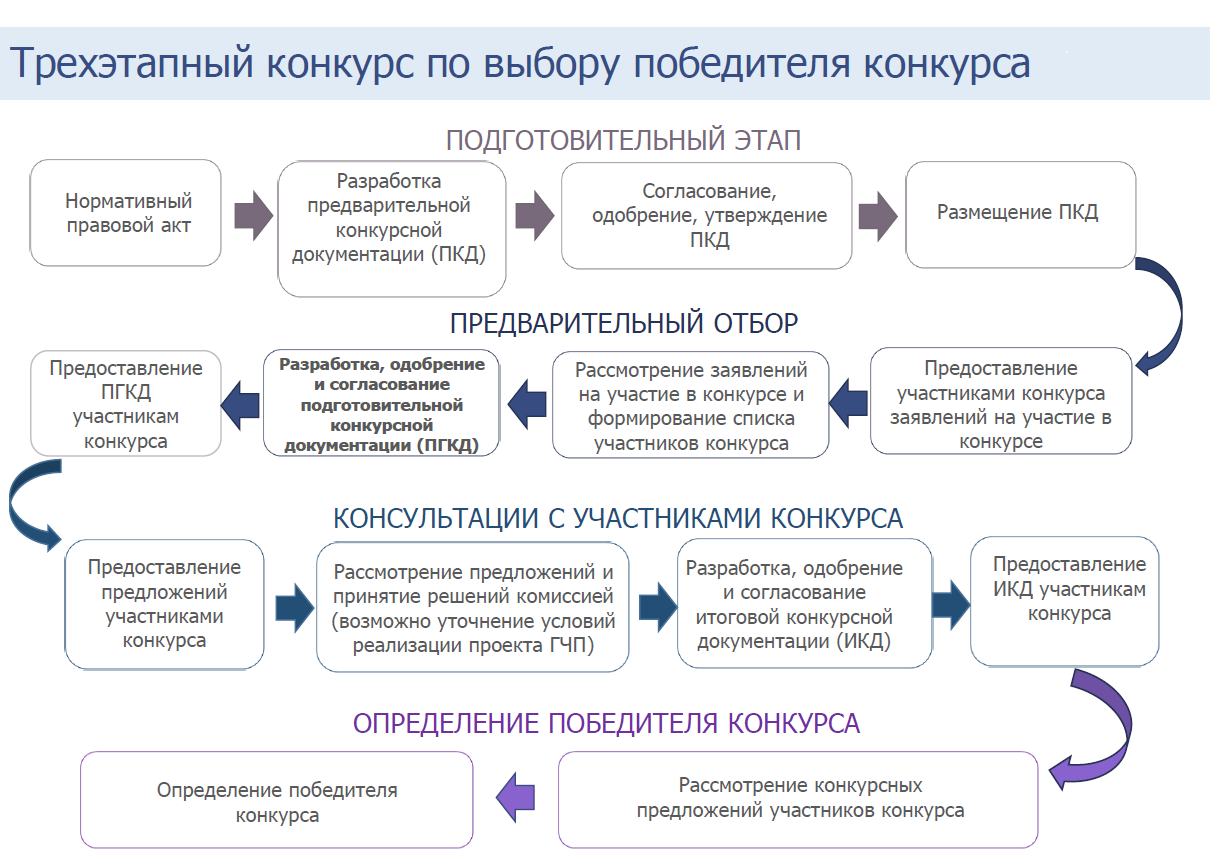 Трехэтапный конкурс по выбору победителя конкурса
ПОДГОТОВИТЕЛЬНЫЙ ЭТАП
Нормативный
правовой акт
Разработка
предварительной
конкурсной
документации (ПКД)
Согласование,
одобрение, утверждение
ПКД
Размещение ПКД
ПРЕДВАРИТЕЛЬНЫЙ ОТБОР
Предоставление
участниками конкурса
заявлений на участие в
конкурсе
Рассмотрение заявлений
на участие в конкурсе и
формирование списка
участников конкурса
Разработка, одобрение
и согласование
подготовительной
конкурсной
документации (ПГКД)
Предоставление
ПГКД
участникам
конкурса
КОНСУЛЬТАЦИИ С УЧАСТНИКАМИ КОНКУРСА
Предоставление
предложений
участниками
конкурса
Рассмотрение предложений и
принятие решений комиссией
(возможно уточнение условий
реализации проекта ГЧП)
Разработка, одобрение
и согласование
итоговой конкурсной
документации (ИКД)
Предоставление
ИКД участникам
конкурса
ОПРЕДЕЛЕНИЕ ПОБЕДИТЕЛЯ КОНКУРСА
Рассмотрение конкурсных
предложений участников конкурса
Определение победителя
конкурса